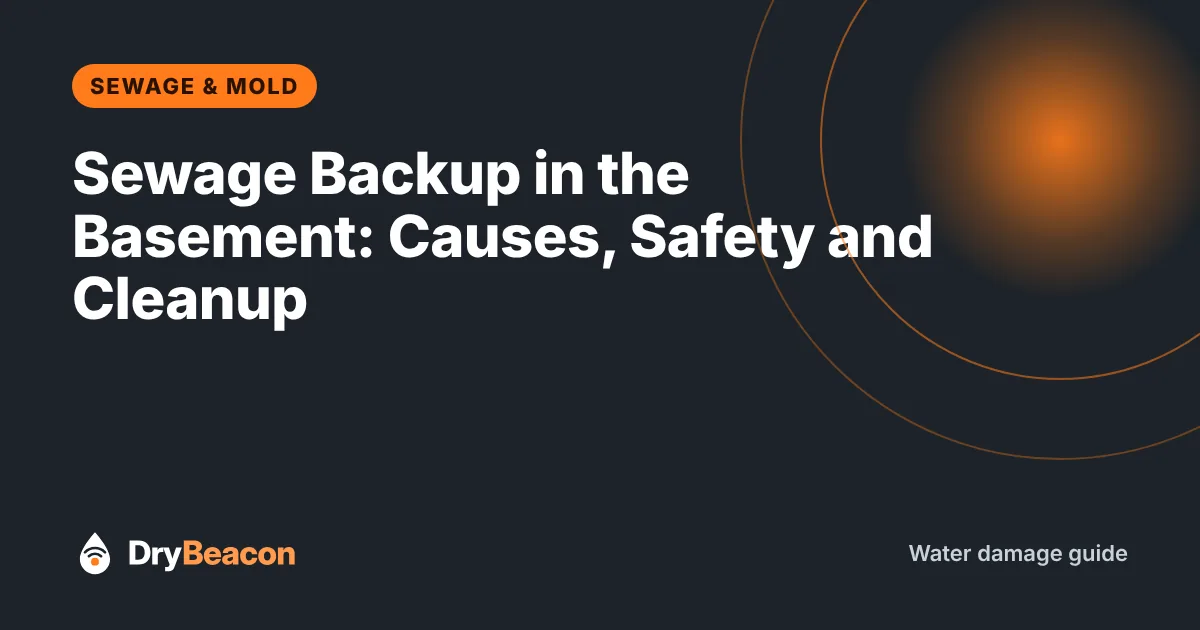 SEWAGE & MOLD
Sewage Backup in the
Basement: Causes, Safety and
Cleanup
DryBeacon
Water damage guide